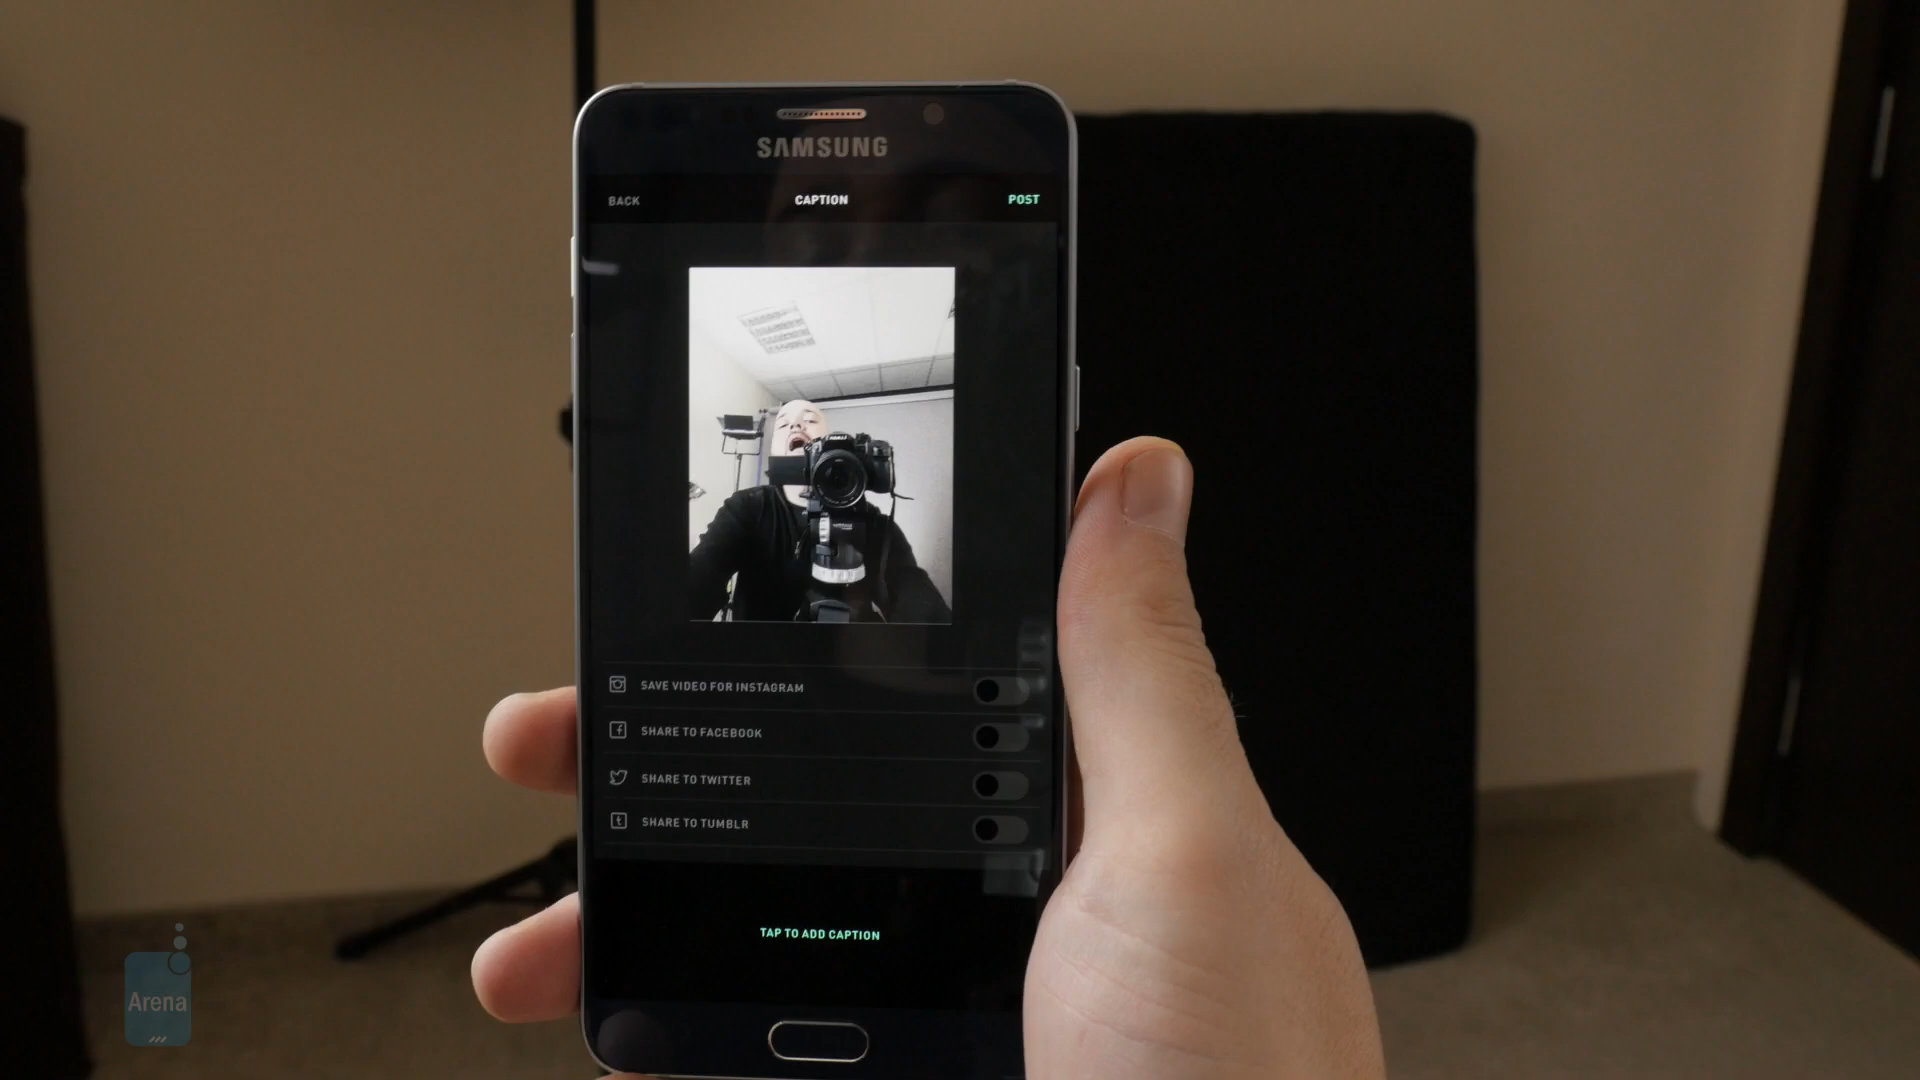 SAMSUNG
BACK CAPTION POST
SAVE VIDEO FOR INSTAGRAM
SHARE TO FACEBOOK
SHARE TO TWITTER
SHARE TO TUMBLR
TAP TO ADD CAPTION
Arena